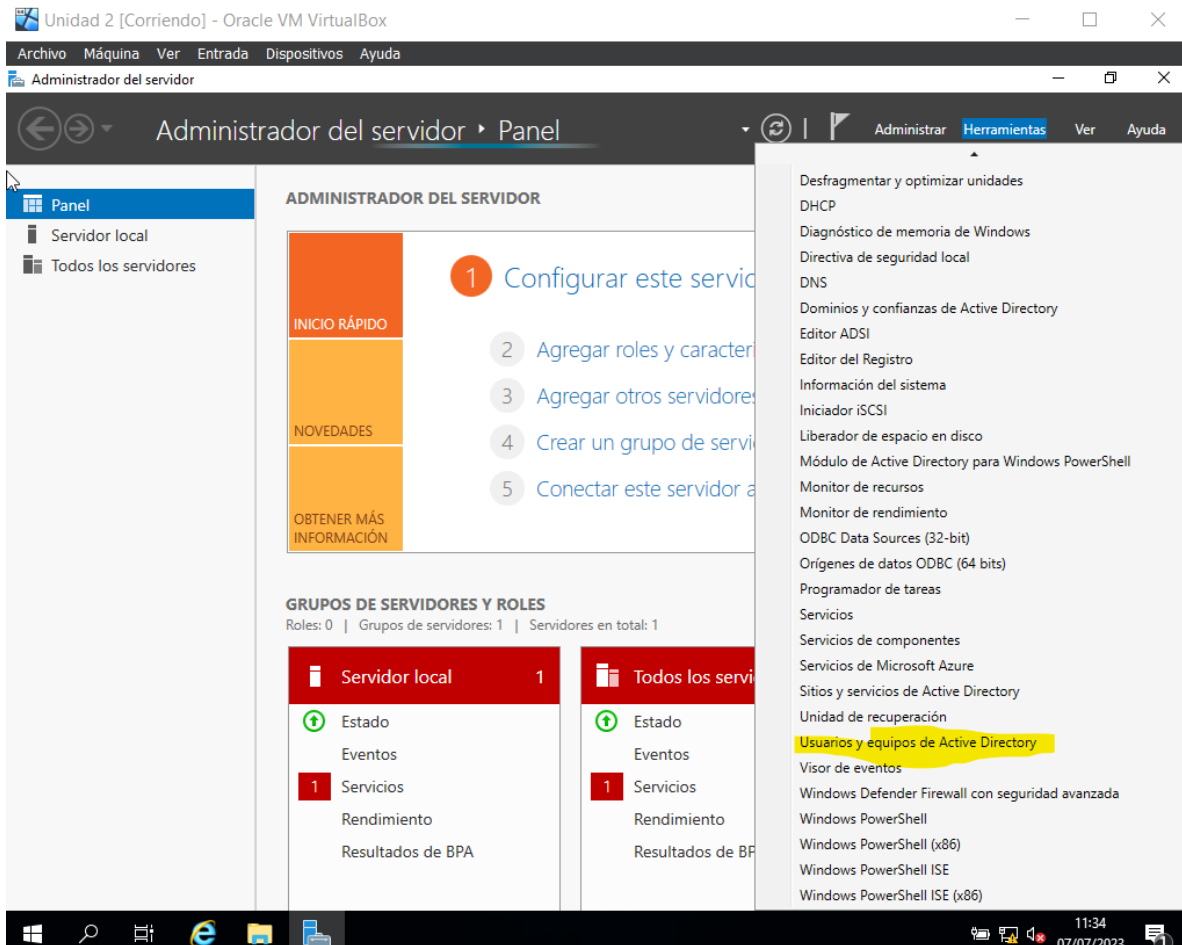 Unidad 2 [Corriendo] - Oracle VM VirtualBox
Archivo Máquina Ver Entrada Dispositivos Ayuda
Administrador del servidor
Administrador del servidor Panel
Administrar Herramientas Ver Ayuda
Panel
Servidor local
Todos los servidores
ADMINISTRADOR DEL SERVIDOR
INICIO RÁPIDO
NOVEDADES
OBTENER MÁS
INFORMACIÓN
1 Configurar este servic
2 Agregar roles y caracteri
3 Agregar otros servidores
4 Crear un grupo de servi
5 Conectar este servidor a
GRUPOS DE SERVIDORES Y ROLES
Roles: 0 | Grupos de servidores: 1 | Servidores en total: 1
Servidor local 1
Estado
Eventos
1 Servicios
Rendimiento
Resultados de BPA
Todos los servi
Estado
Eventos
1 Servicios
Rendimiento
Resultados de BP
Desfragmentar y optimizar unidades
DHCP
Diagnóstico de memoria de Windows
Directiva de seguridad local
DNS
Dominios y confianzas de Active Directory
Editor ADSI
Editor del Registro
Información del sistema
Iniciador iSCSI
Liberador de espacio en disco
Módulo de Active Directory para Windows PowerShell
Monitor de recursos
Monitor de rendimiento
ODBC Data Sources (32-bit)
Orígenes de datos ODBC (64 bits)
Programador de tareas
Servicios
Servicios de componentes
Servicios de Microsoft Azure
Sitios y servicios de Active Directory
Unidad de recuperación
Usuarios y equipos de Active Directory
Visor de eventos
Windows Defender Firewall con seguridad avanzada
Windows PowerShell
Windows PowerShell (x86)
Windows PowerShell ISE
Windows PowerShell ISE (x86)
11:34
07/07/2023